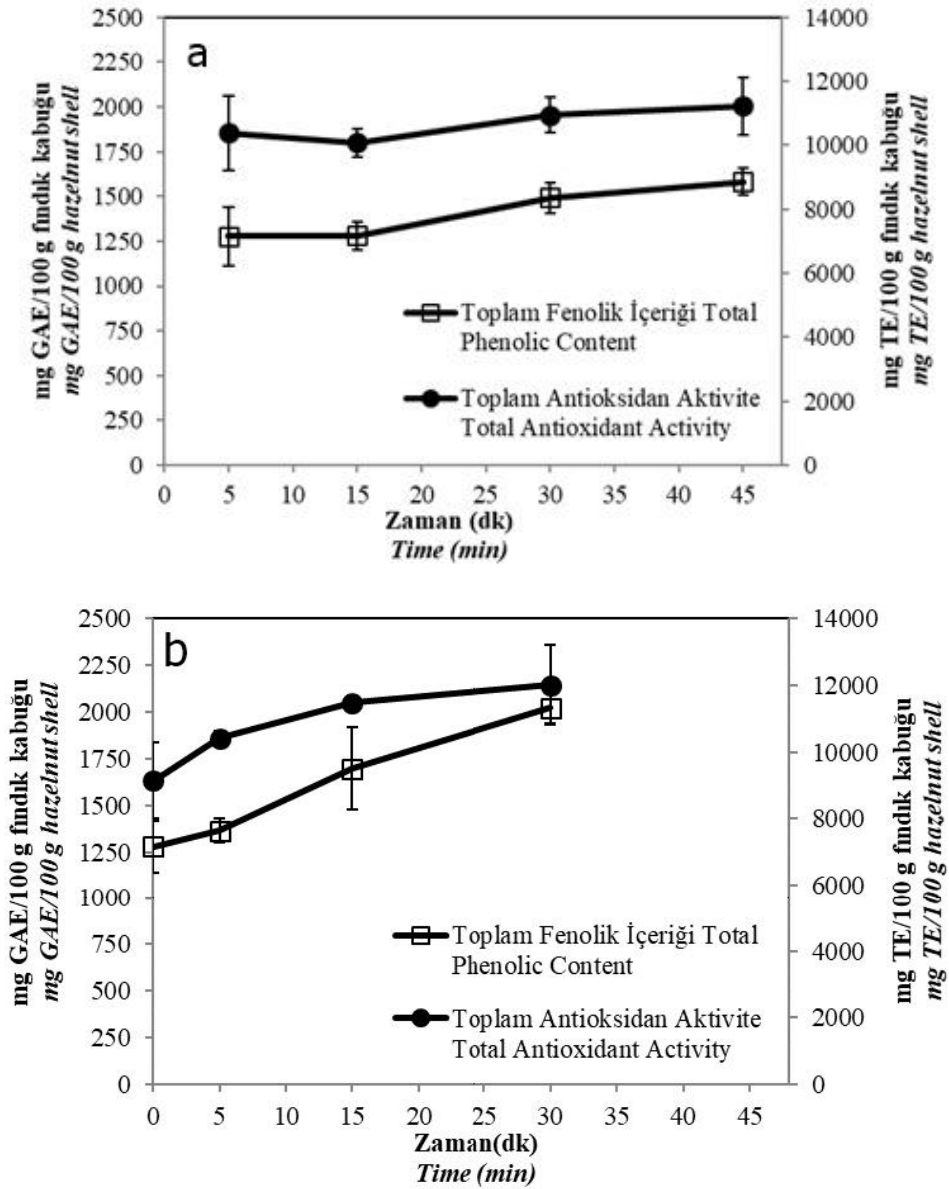 a
2500
2250
2000
1750
1500
1250
1000
750
500
250
0
14000
12000
10000
8000
6000
4000
2000
0
mg GAE/100 g fındık kabuğu
mg GAE/100 g hazelnut shell
mg TE/100 g fındık kabuğu
mg TE/100 g hazelnut shell
Toplam Fenolik İçeriği Total
Phenolic Content
Toplam Antioksidan Aktivite
Total Antioxidant Activity
0 5 10 15 20 25 30 35 40 45
Zaman (dk)
Time (min)
b
2500
2250
2000
1750
1500
1250
1000
750
500
250
0
14000
12000
10000
8000
6000
4000
2000
0
mg GAE/100 g fındık kabuğu
mg GAE/100 g hazelnut shell
mg TE/100 g fındık kabuğu
mg TE/100 g hazelnut shell
Toplam Fenolik İçeriği Total
Phenolic Content
Toplam Antioksidan Aktivite
Total Antioxidant Activity
0 5 10 15 20 25 30 35 40 45
Zaman(dk)
Time (min)